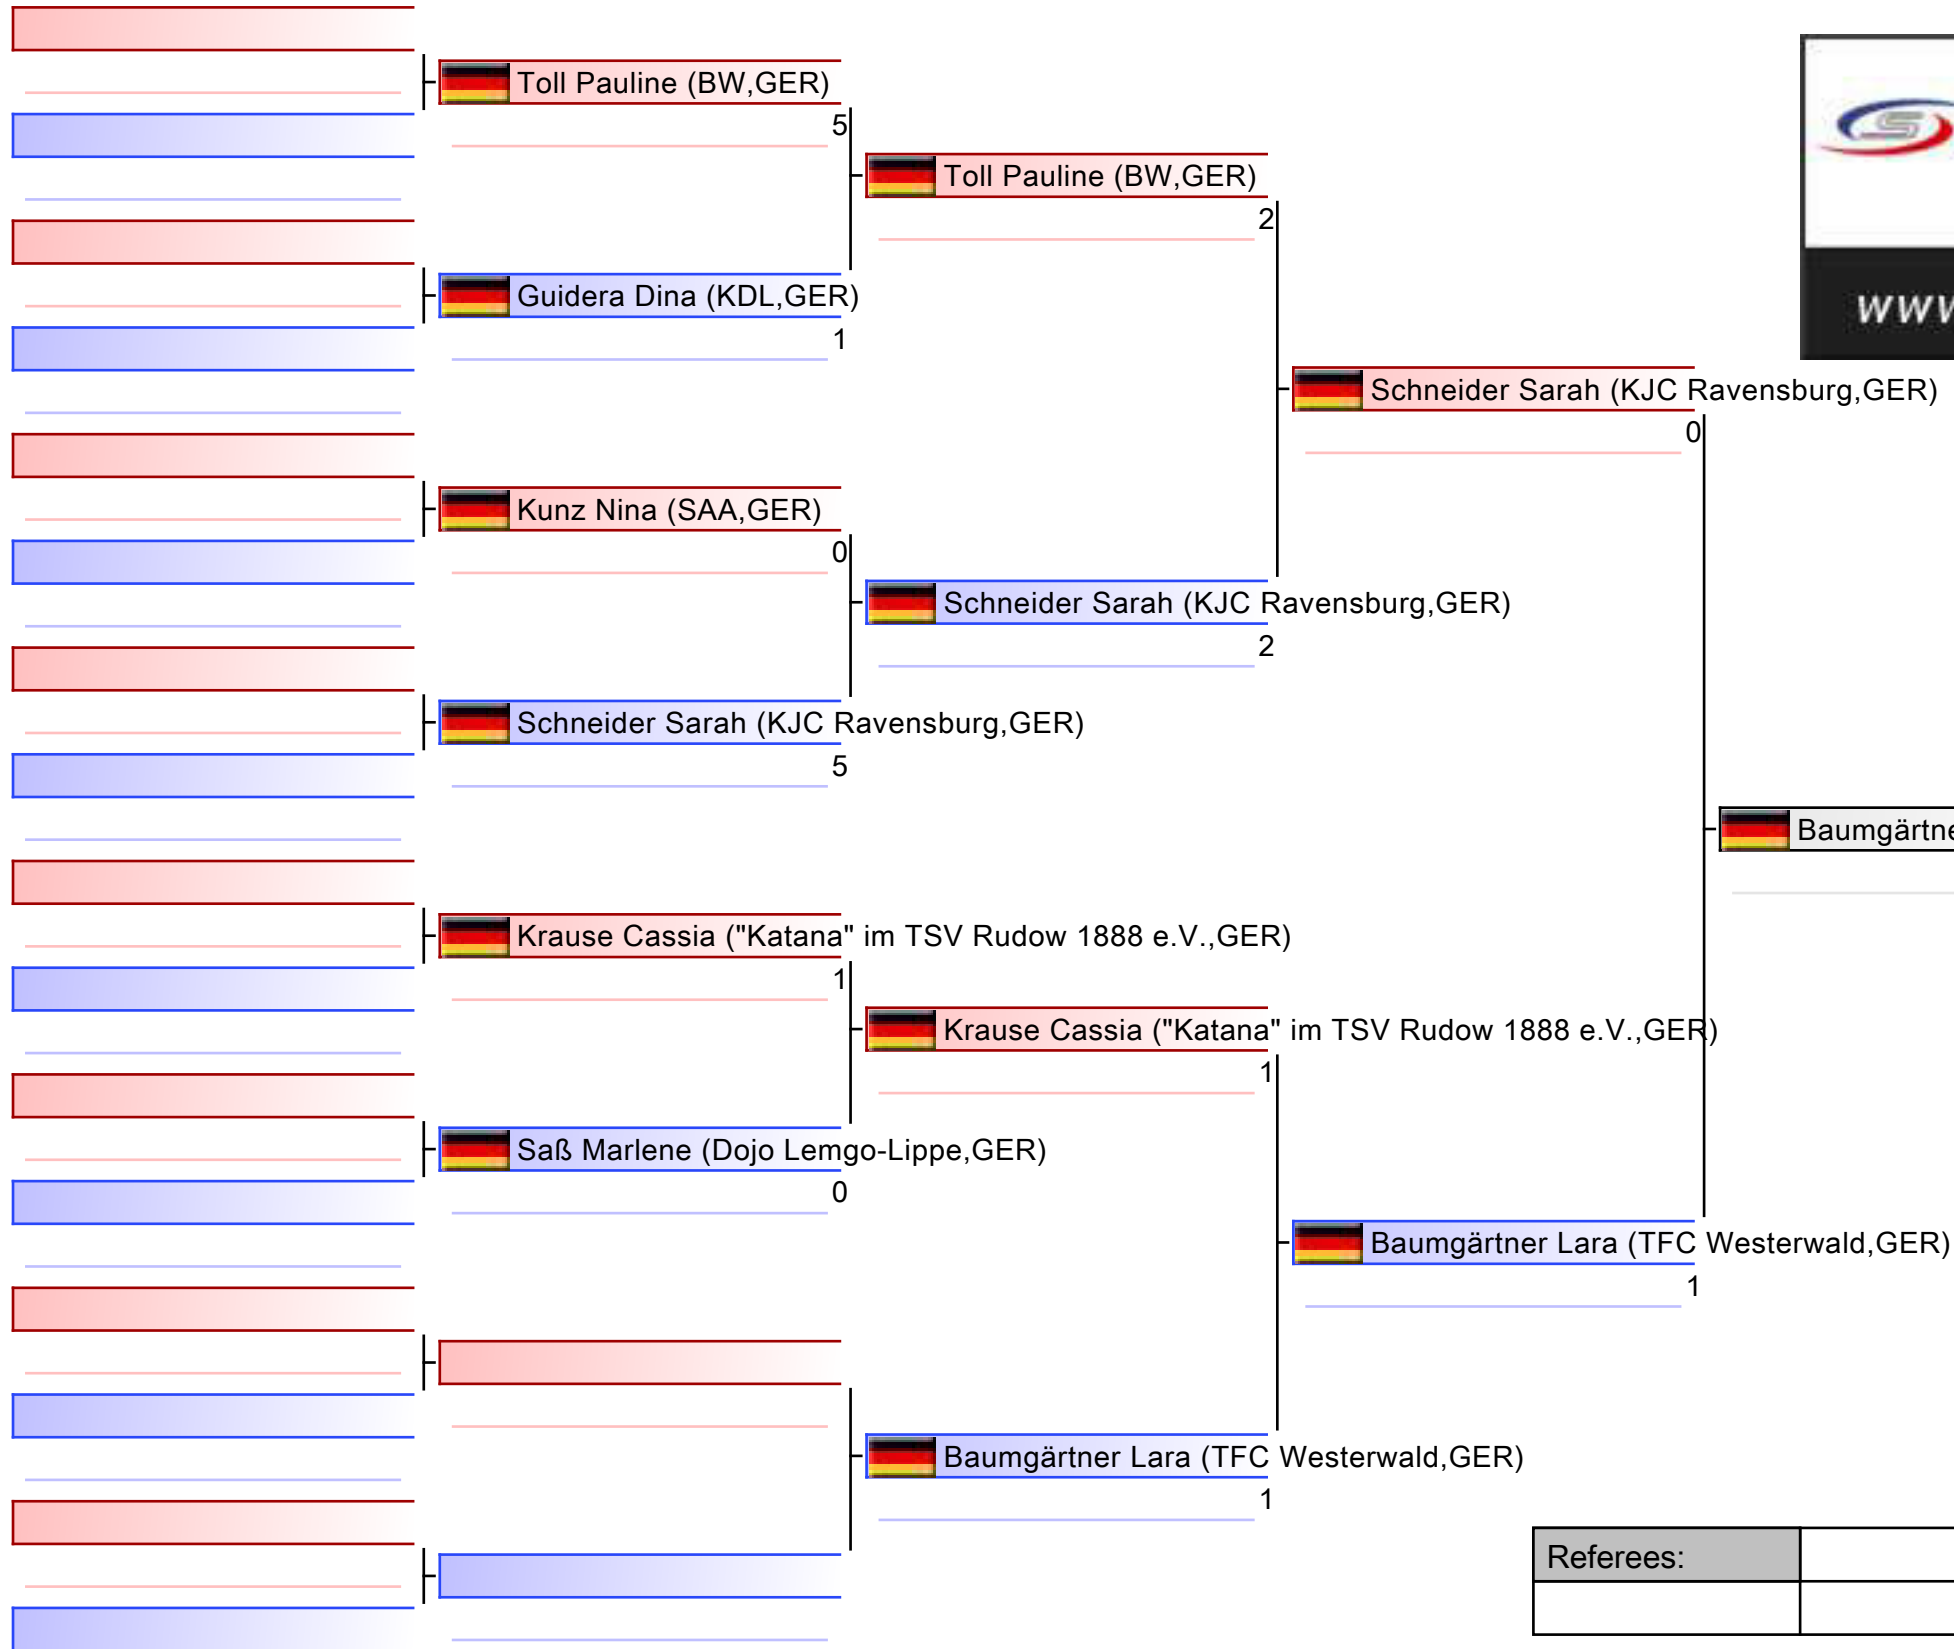 Toll Pauline (BW,GER)
5
Toll Pauline (BW,GER)
2
Guidera Dina (KDL,GER)
1
www
Schneider Sarah (KJC Ravensburg,GER)
0
Kunz Nina (SAA,GER)
0
Schneider Sarah (KJC Ravensburg,GER)
2
Schneider Sarah (KJC Ravensburg,GER)
5
Krause Cassia ("Katana" im TSV Rudow 1888 e.V.,GER)
1
Krause Cassia ("Katana" im TSV Rudow 1888 e.V.,GER)
1
Saß Marlene (Dojo Lemgo-Lippe,GER)
0
Baumgärtner Lara (TFC Westerwald,GER)
1
Baumgärtner Lara (TFC Westerwald,GER)
1
Referees: